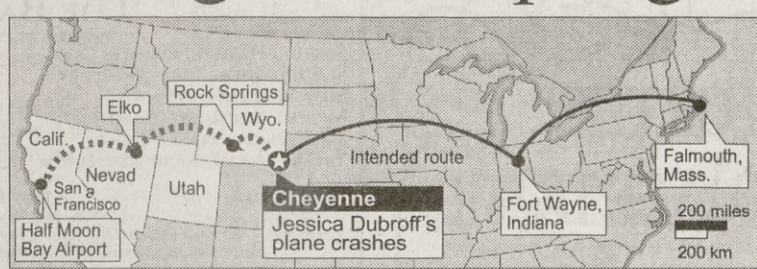 Rock Springs
Elko
Wyo.
Calif.
Intended route
Nevad
a
San
Francisco
Utah
Falmouth,
Mass.
Cheyenne
Jessica Dubroff's
plane crashes
Fort Wayne,
Indiana
Half Moon
Bay Airport
200 miles
200 km